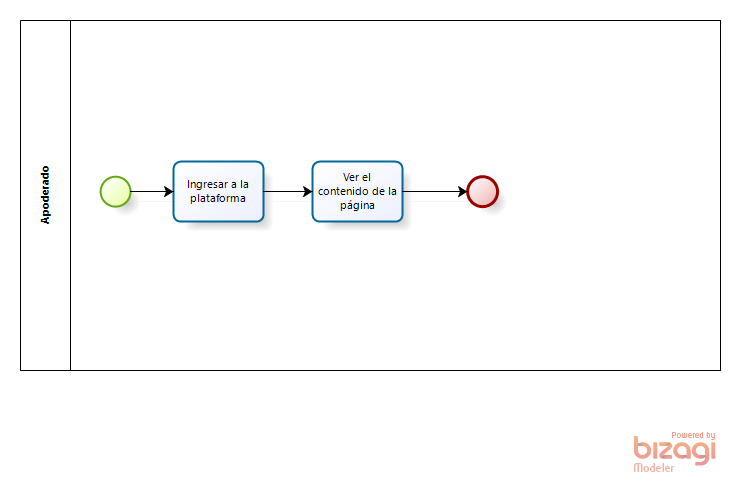 Apoderado
Ingresar a la
plataforma
Ver el
contenido de la
página
Powered by
bizagi
Modeler